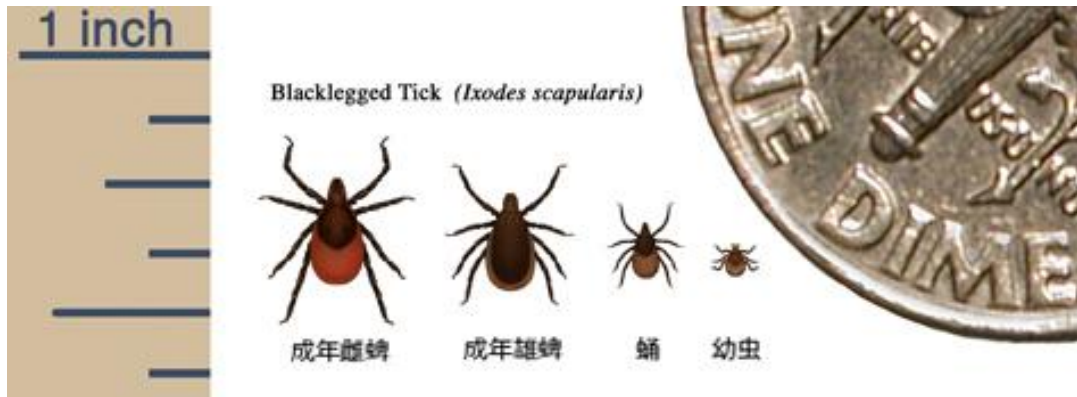 1 inch
Blacklegged Tick (Ixodes scapularis)
成年雌蜱 成年雄蜱 蛹 幼虫
ONE DIME